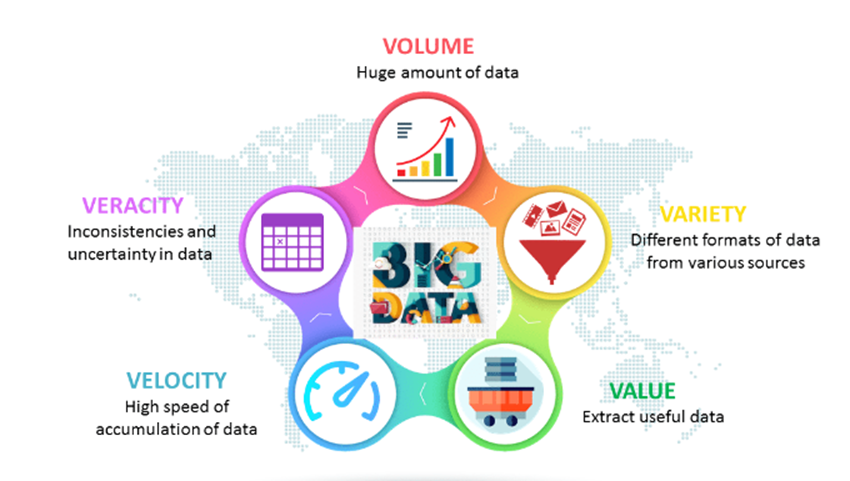 VOLUME
Huge amount of data
VARIETY
Different formats of data
from various sources
VALUE
Extract useful data
VELOCITY
High speed of
accumulation of data
VERACITY
Inconsistencies and
uncertainty in data
BIG
DATA